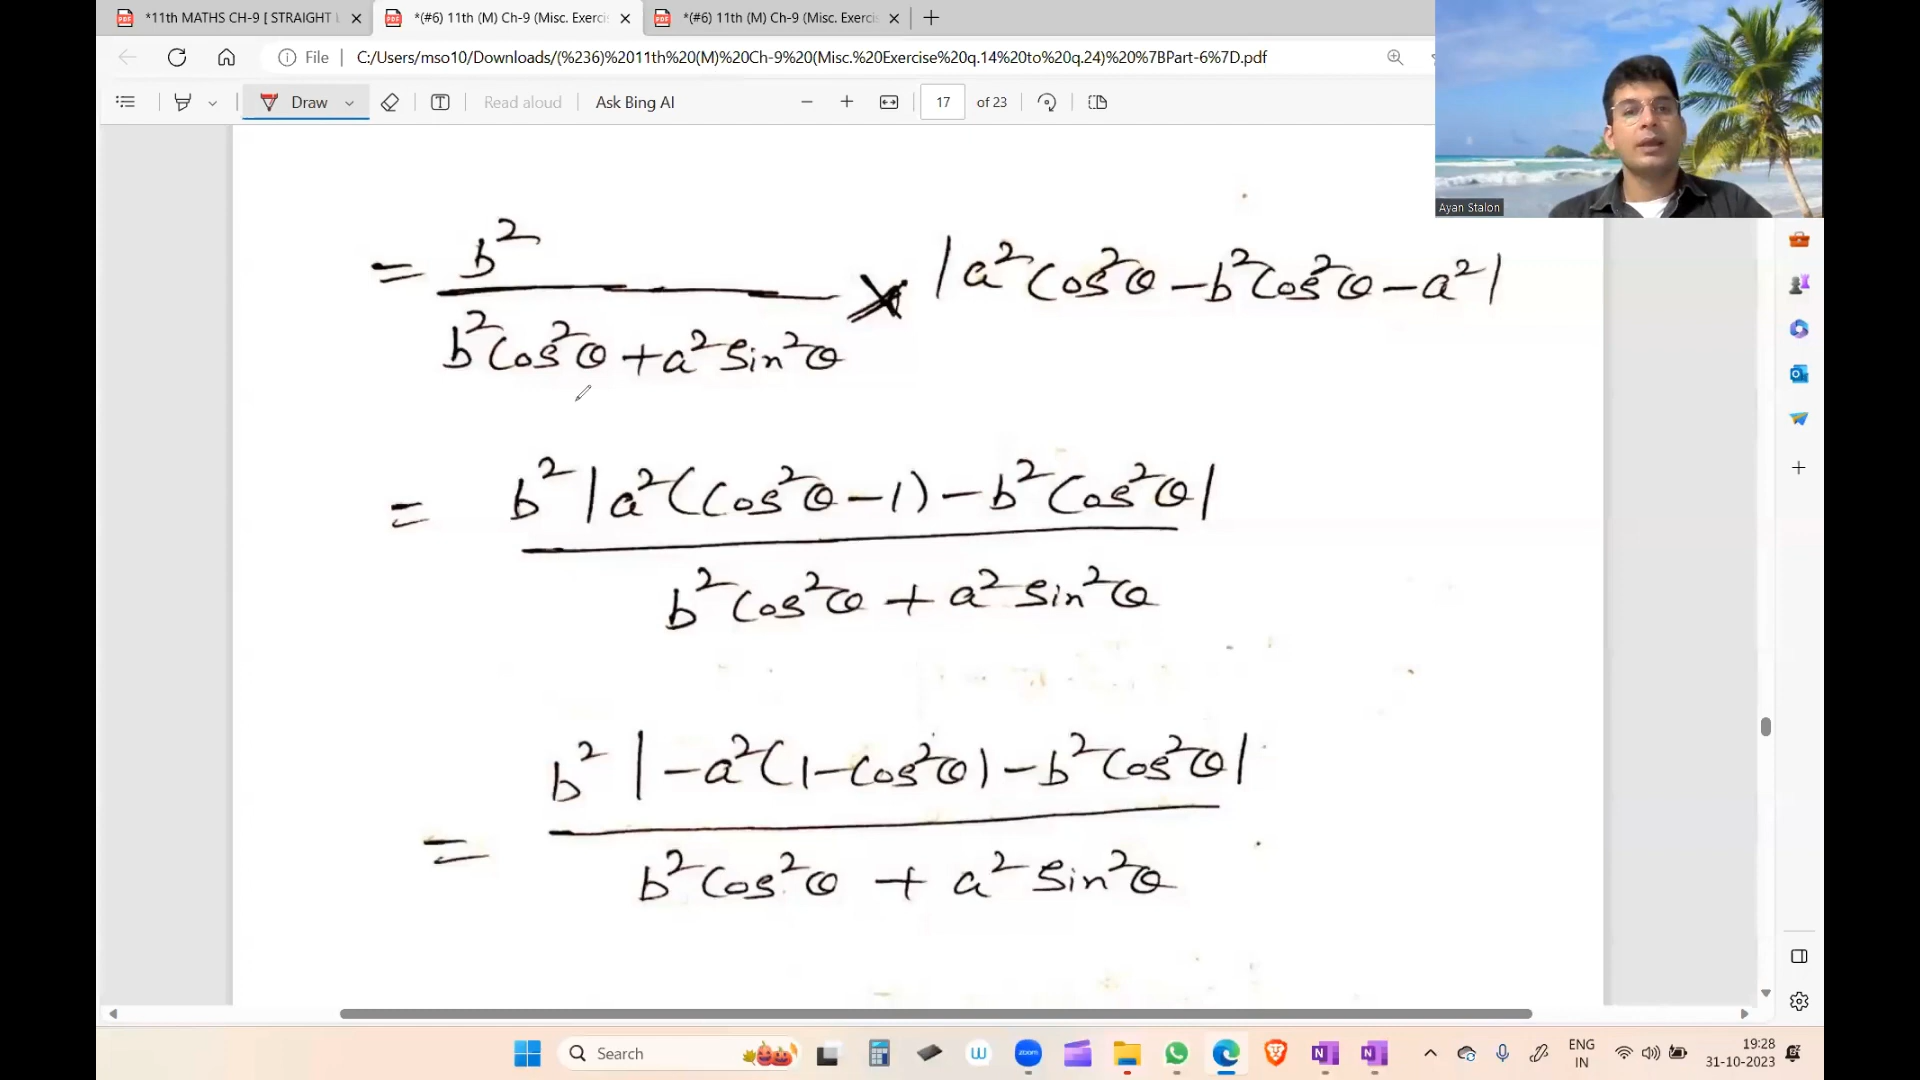 *11th MATHS CH-9 [ STRAIGHT
*(#6) 11th (M) Ch-9 (Misc. Exerci
*(#6) 11th (M) Ch-9 (Misc. Exercis
File C:/Users/mso10/Downloads/(%236)%2011th%20(M)%20Ch-9%20(Misc.%20Exercise%20q.14%20to%20q.24)%20%7BPart-6%7D.pdf
Draw Read aloud Ask Bing AI 17 of 23
Ayan Stalon
= b² / (b²Cos²θ + a²Sin²θ) × |a²Cos²θ – b²Cos²θ – a²|
= b²|a²(Cos²θ – 1) – b²Cos²θ| / (b²Cos²θ + a²Sin²θ)
= b²|–a²(1–Cos²θ) – b²Cos²θ| / (b²Cos²θ + a²Sin²θ)
Search zoom ENG 19:28
IN 31-10-2023